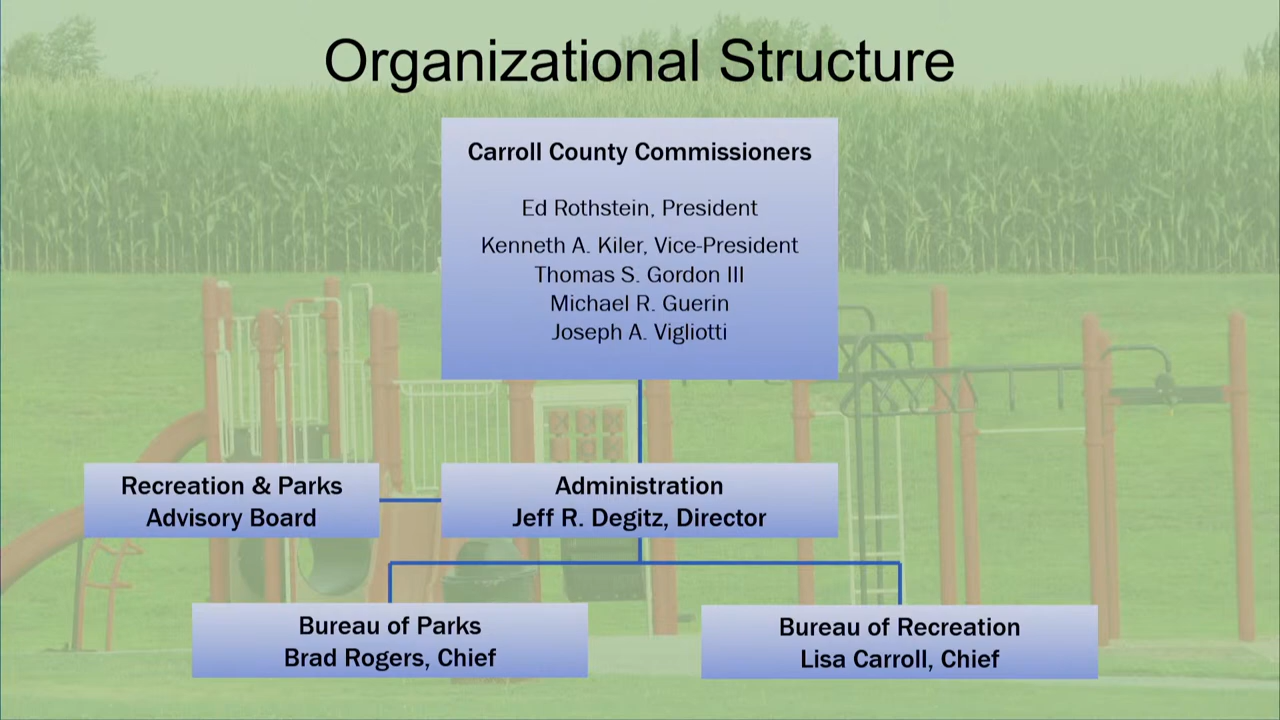 Organizational Structure
Carroll County Commissioners
Ed Rothstein, President
Kenneth A. Kiler, Vice-President
Thomas S. Gordon III
Michael R. Guerin
Joseph A. Vigliotti
Recreation & Parks
Advisory Board
Administration
Jeff R. Degitz, Director
Bureau of Parks
Brad Rogers, Chief
Bureau of Recreation
Lisa Carroll, Chief